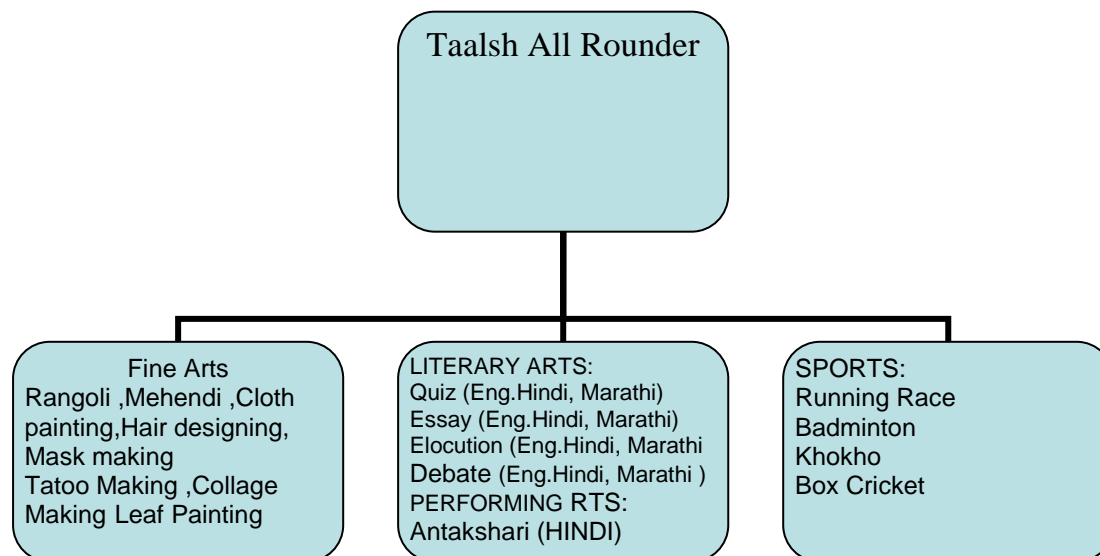 Taalsh All Rounder
Fine Arts
Rangoli ,Mehendi ,Cloth
painting,Hair designing,
Mask making
Tatoo Making ,Collage
Making Leaf Painting
LITERARY ARTS:
Quiz (Eng.Hindi, Marathi)
Essay (Eng.Hindi, Marathi)
Elocution (Eng.Hindi, Marathi
Debate (Eng.Hindi, Marathi )
PERFORMING RTS:
Antakshari (HINDI)
SPORTS:
Running Race
Badminton
Khokho
Box Cricket